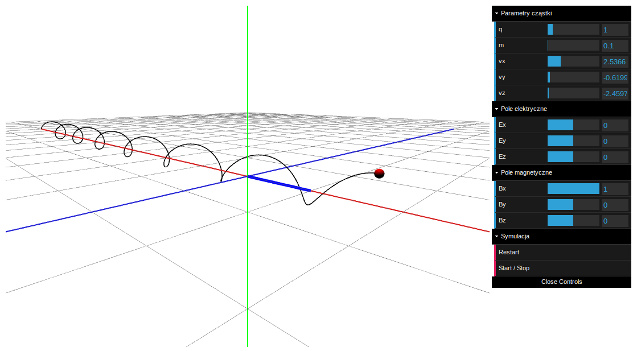 Parametry cząstki
q 1
m 0.1
vx 2.5366
vy -0.6199
vz -2.4597
Pole elektryczne
Ex 0
Ey 0
Ez 0
Pole magnetyczne
Bx 1
By 0
Bz 0
Symulacja
Restart
Start / Stop
Close Controls